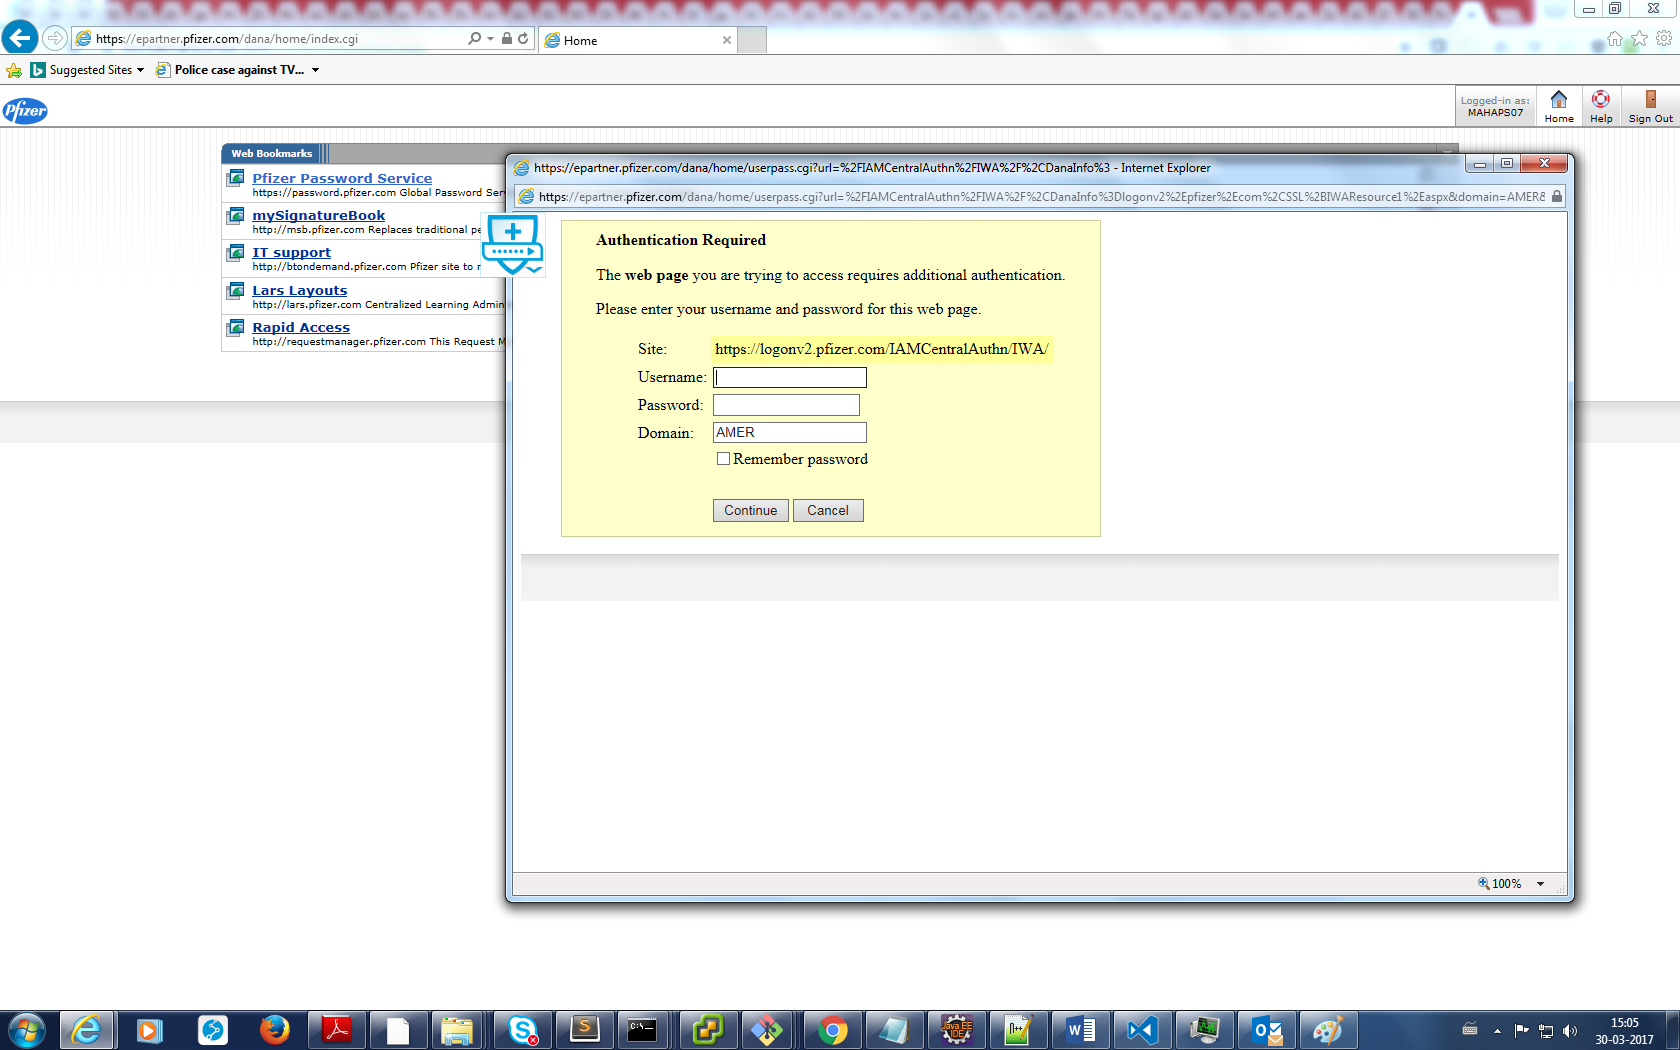 https://epartner.pfizer.com/dana/home/index.cgi
Home
Suggested Sites
Police case against TV...
Pfizer
Logged-in as:
MAHAPS07
Home
Help
Sign Out
Web Bookmarks
Pfizer Password Service
https://password.pfizer.com Global Password Ser
mySignatureBook
http://msb.pfizer.com Replaces traditional pe
IT support
http://btondemand.pfizer.com Pfizer site to r
Lars Layouts
http://lars.pfizer.com Centralized Learning Admin
Rapid Access
http://requestmanager.pfizer.com This Request M
https://epartner.pfizer.com/dana/home/userpass.cgi?url=%2FIAMCentralAuthn%2FIWA%2F%2CDanaInfo%3 - Internet Explorer
https://epartner.pfizer.com/dana/home/userpass.cgi?url=%2FIAMCentralAuthn%2FIWA%2F%2CDanaInfo%3Dlogonv2%2Epfizer%2Ecom%2CSSL%2BIWAResource1%2Easpx&domain=AMER&
Authentication Required
The web page you are trying to access requires additional authentication.
Please enter your username and password for this web page.
Site: https://logonv2.pfizer.com/IAMCentralAuthn/IWA/
Username:
Password:
Domain: AMER
Remember password
Continue Cancel
100%
C:\
Java EE
IDE
15:05
30-03-2017